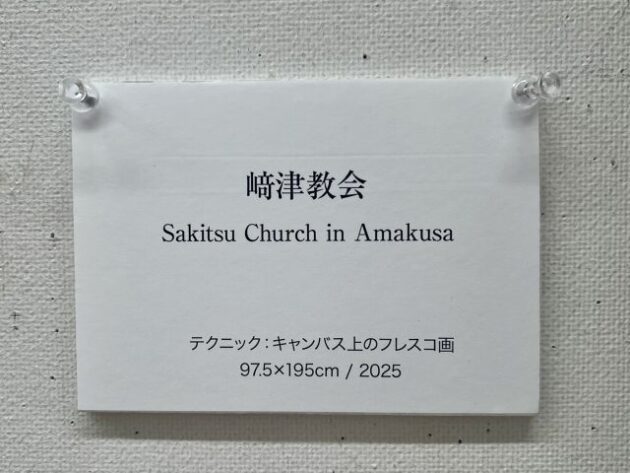 﨑津教会
Sakitsu Church in Amakusa
テクニック：キャンバス上のフレスコ画
97.5×195cm / 2025